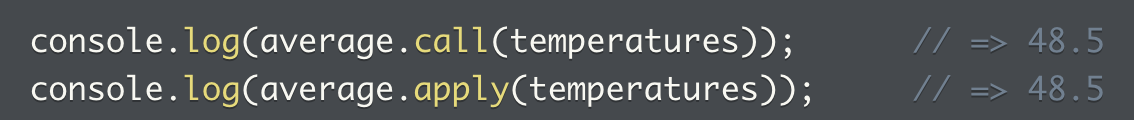 console.log(average.call(temperatures));      // => 48.5
console.log(average.apply(temperatures));     // => 48.5